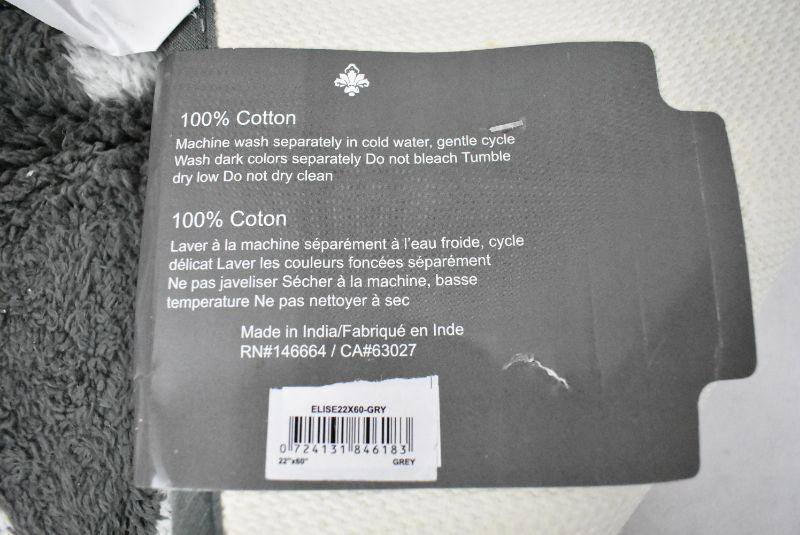 100% Cotton
Machine wash separately in cold water, gentle cycle
Wash dark colors separately Do not bleach Tumble
dry low Do not dry clean
100% Coton
Laver à la machine séparément à l'eau froide, cycle
délicat Laver les couleurs foncées séparément
Ne pas javeliser Sécher à la machine, basse
temperature Ne pas nettoyer à sec
Made in India/Fabriqué en Inde
RN#146664 / CA#63027
ELISE22X60-GRY
0 724131 846183
22"x60" GREY